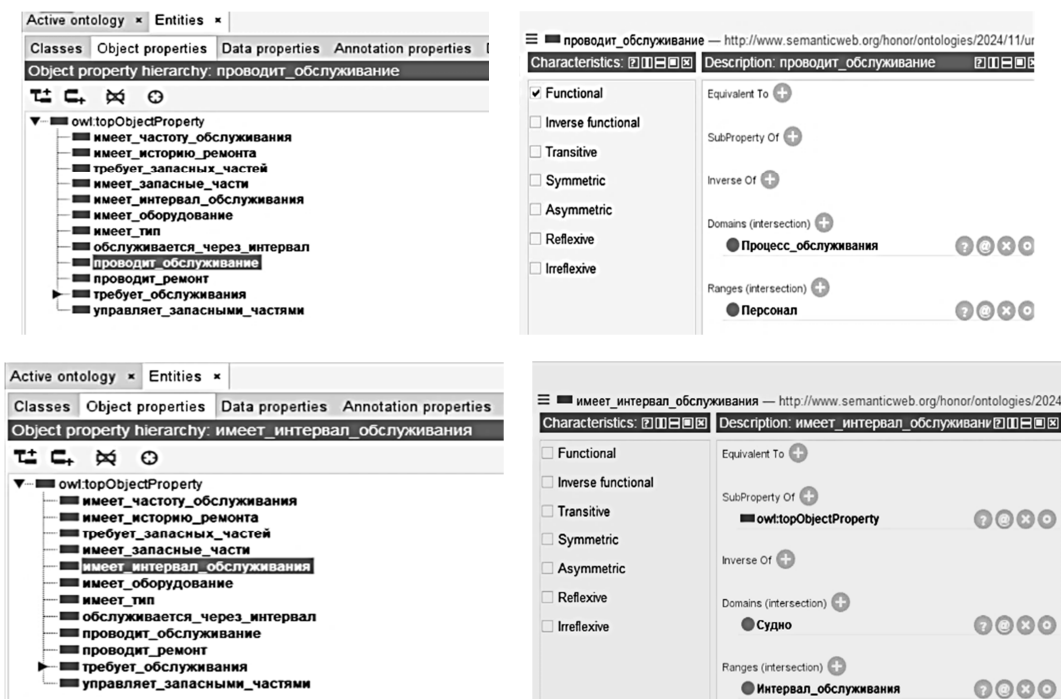 Active ontology × Entities ×
Classes Object properties Data properties Annotation properties
Object property hierarchy: проводит_обслуживание
owl:topObjectProperty
имеет_частоту_обслуживания
имеет_историю_ремонта
требует_запасных_частей
имеет_запасные_части
имеет_интервал_обслуживания
имеет_оборудование
имеет_тип
обслуживается_через_интервал
проводит_обслуживание
проводит_ремонт
требует_обслуживания
управляет_запасными_частями
проводит_обслуживание — http://www.semanticweb.org/honor/ontologies/2024/11/ur
Characteristics:
Functional
Inverse functional
Transitive
Symmetric
Asymmetric
Reflexive
Irreflexive
Description: проводит_обслуживание
Equivalent To
SubProperty Of
Inverse Of
Domains (intersection)
Процесс_обслуживания
Ranges (intersection)
Персонал
Active ontology × Entities ×
Classes Object properties Data properties Annotation properties
Object property hierarchy: имеет_интервал_обслуживания
owl:topObjectProperty
имеет_частоту_обслуживания
имеет_историю_ремонта
требует_запасных_частей
имеет_запасные_части
имеет_интервал_обслуживания
имеет_оборудование
имеет_тип
обслуживается_через_интервал
проводит_обслуживание
проводит_ремонт
требует_обслуживания
управляет_запасными_частями
имеет_интервал_обслуживания — http://www.semanticweb.org/honor/ontologies/2024
Characteristics:
Functional
Inverse functional
Transitive
Symmetric
Asymmetric
Reflexive
Irreflexive
Description: имеет_интервал_обслуживани
Equivalent To
SubProperty Of
owl:topObjectProperty
Inverse Of
Domains (intersection)
Судно
Ranges (intersection)
Интервал_обслуживания